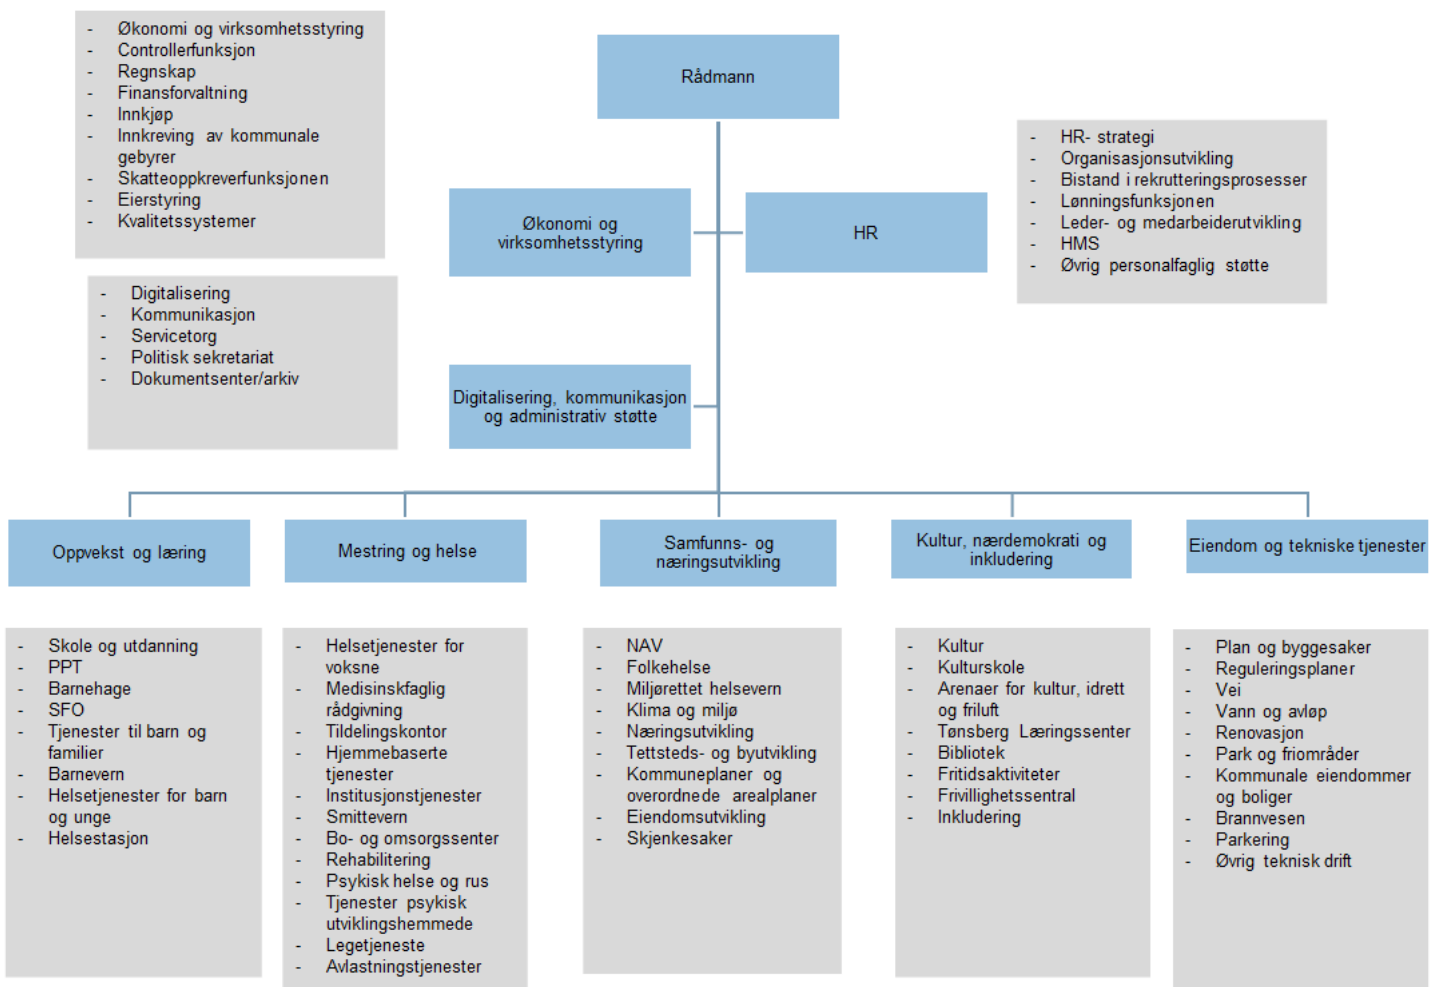 - Økonomi og virksomhetsstyring
- Controllerfunksjon
- Regnskap
- Finansforvaltning
- Innkjøp
- Innkreving av kommunale
gebyrer
- Skatteoppkreverfunksjonen
- Eierstyring
- Kvalitetssystemer
Rådmann
- HR- strategi
- Organisasjonsutvikling
- Bistand i rekrutteringsprosesser
- Lønningsfunksjonen
- Leder- og medarbeiderutvikling
- HMS
- Øvrig personalfaglig støtte
Økonomi og
virksomhetsstyring
HR
- Digitalisering
- Kommunikasjon
- Servicetorg
- Politisk sekretariat
- Dokumentsenter/arkiv
Digitalisering, kommunikasjon
og administrativ støtte
Oppvekst og læring
Mestring og helse
Samfunns- og
næringsutvikling
Kultur, nærdemokrati og
inkludering
Eiendom og tekniske tjenester
- Skole og utdanning
- PPT
- Barnehage
- SFO
- Tjenester til barn og
familier
- Barnevern
- Helsetjenester for barn
og unge
- Helsestasjon
- Helsetjenester for
voksne
- Medisinskfaglig
rådgivning
- Tildelingskontor
- Hjemmebaserte
tjenester
- Institusjonstjenester
- Smittevern
- Bo- og omsorgssenter
- Rehabilitering
- Psykisk helse og rus
- Tjenester psykisk
utviklingshemmede
- Legetjeneste
- Avlastningstjenester
- NAV
- Folkehelse
- Miljørettet helsevern
- Klima og miljø
- Næringsutvikling
- Tettsteds- og byutvikling
- Kommuneplaner og
overordnede arealplaner
- Eiendomsutvikling
- Skjenkesaker
- Kultur
- Kulturskole
- Arenaer for kultur, idrett
og friluft
- Tønsberg Læringssenter
- Bibliotek
- Fritidsaktiviteter
- Frivillighetssentral
- Inkludering
- Plan og byggesaker
- Reguleringsplaner
- Vei
- Vann og avløp
- Renovasjon
- Park og friområder
- Kommunale eiendommer
og boliger
- Brannvesen
- Parkering
- Øvrig teknisk drift